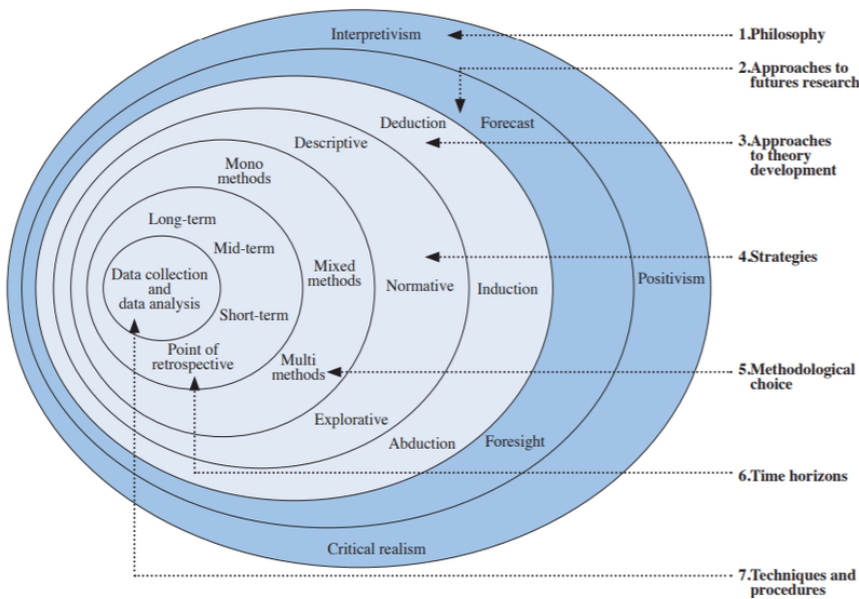 Interpretivism
1.Philosophy
2.Approaches to
futures research
Deduction
Forecast
3.Approaches
to theory
development
Descriptive
Mono
methods
Long-term
Mid-term
4.Strategies
Data collection
and
data analysis
Mixed
methods
Normative
Induction
Positivism
Short-term
Point of
retrospective
Multi
methods
5.Methodological
choice
Explorative
Abduction
Foresight
6.Time horizons
Critical realism
7.Techniques and
procedures